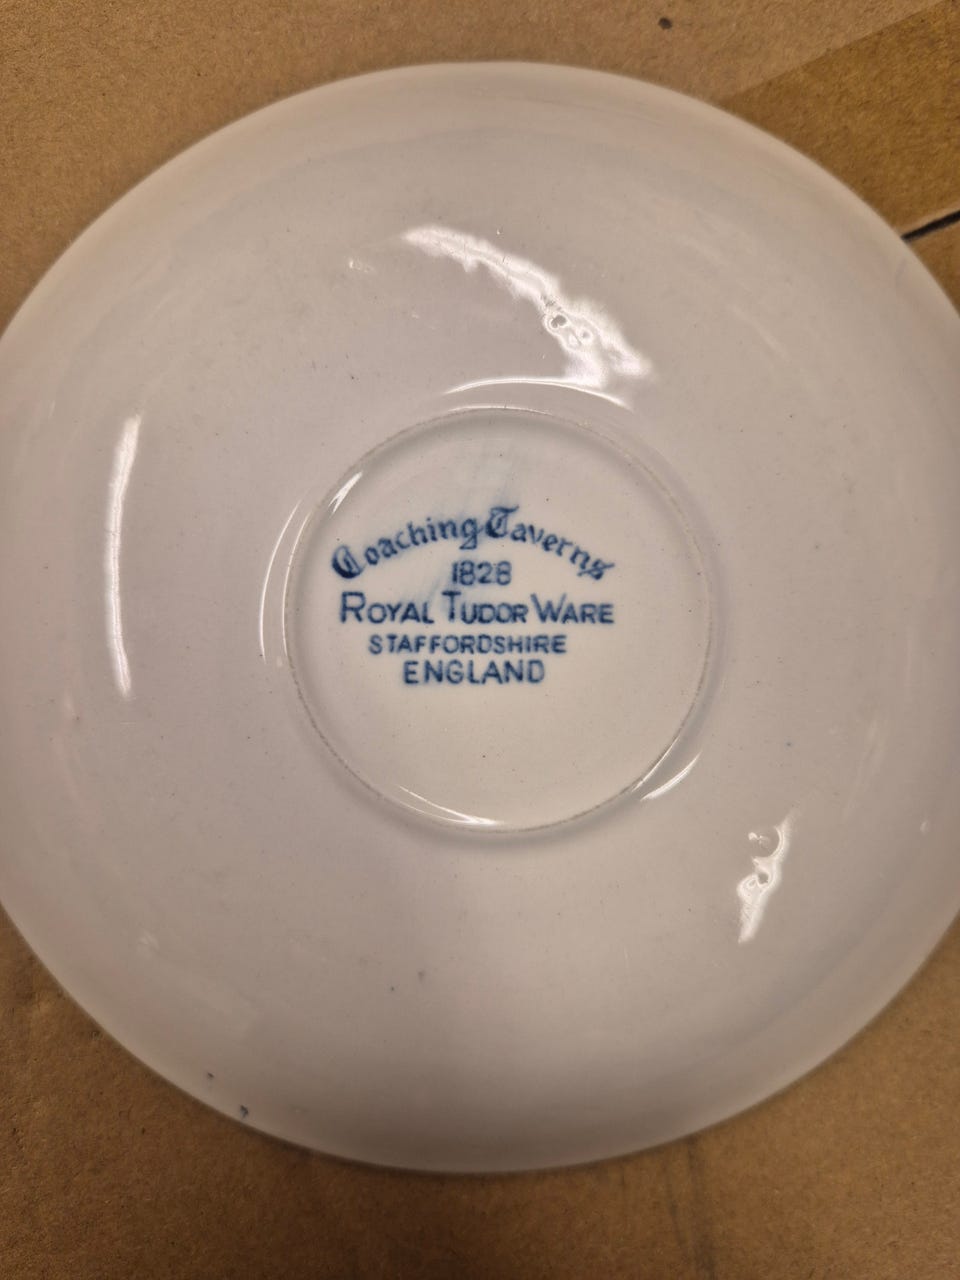 Coaching Taverns
1828
ROYAL TUDOR WARE
STAFFORDSHIRE
ENGLAND